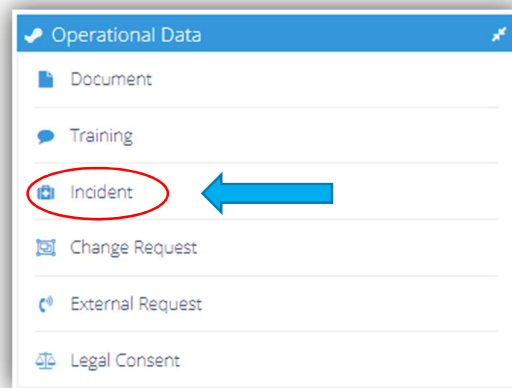 Operational Data
Document
Training
Incident
Change Request
External Request
Legal Consent